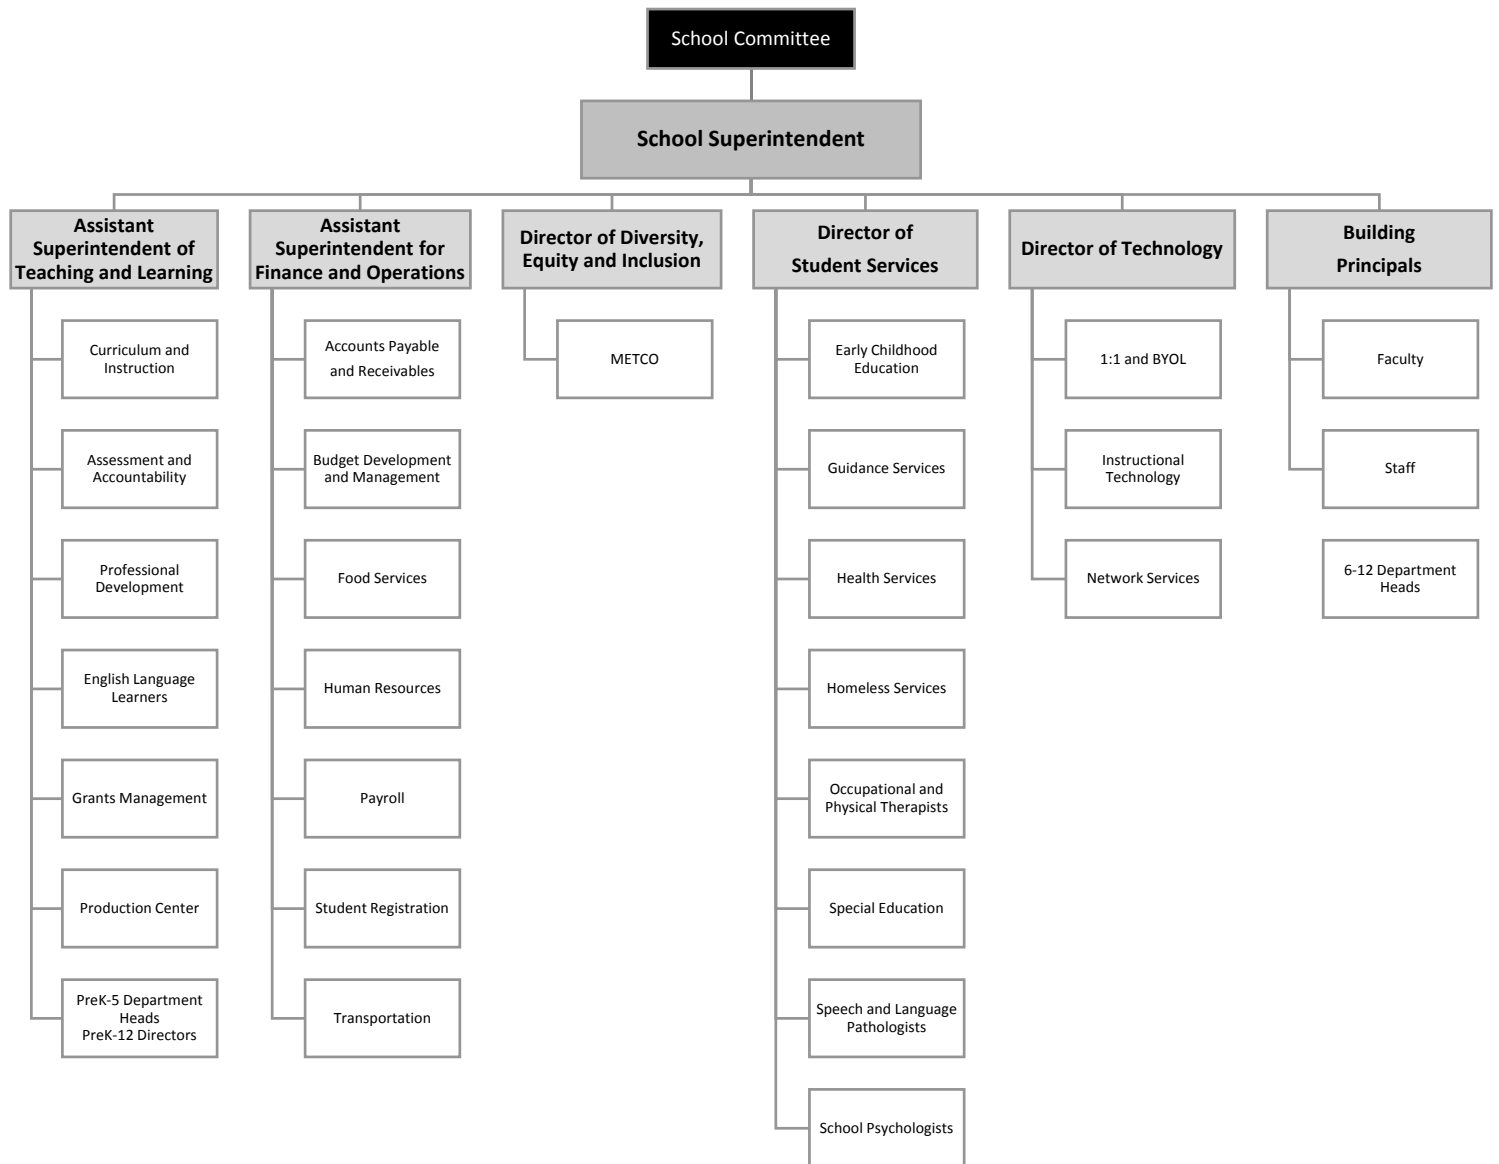 School Committee
School Superintendent
Assistant
Superintendent of
Teaching and Learning
Curriculum and
Instruction
Assessment and
Accountability
Professional
Development
English Language
Learners
Grants Management
Production Center
PreK-5 Department
Heads
PreK-12 Directors
Assistant
Superintendent for
Finance and Operations
Accounts Payable
and Receivables
Budget Development
and Management
Food Services
Human Resources
Payroll
Student Registration
Transportation
Director of Diversity,
Equity and Inclusion
METCO
Director of
Student Services
Early Childhood
Education
Guidance Services
Health Services
Homeless Services
Occupational and
Physical Therapists
Special Education
Speech and Language
Pathologists
School Psychologists
Director of Technology
1:1 and BYOL
Instructional
Technology
Network Services
Building
Principals
Faculty
Staff
6-12 Department
Heads